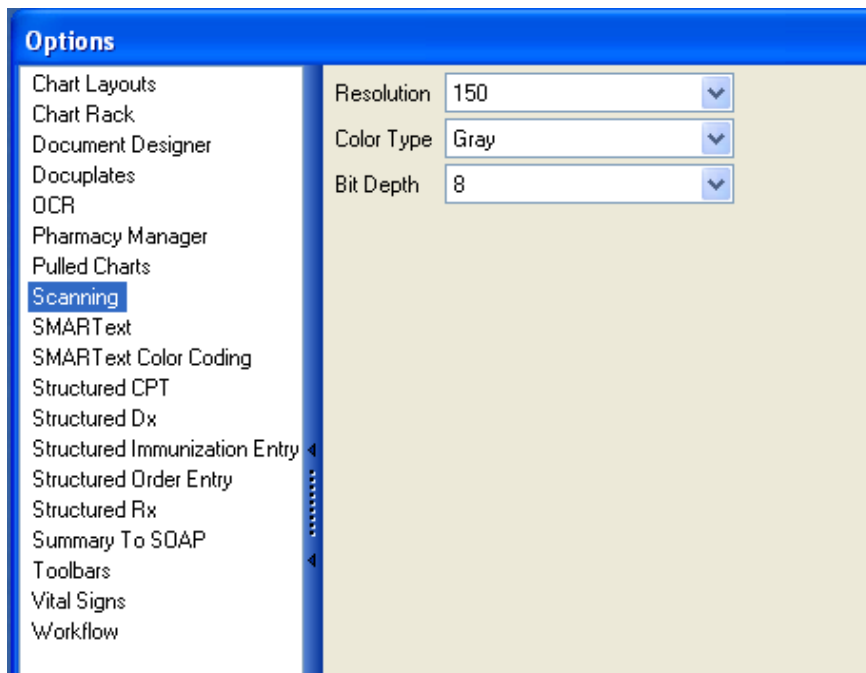 Options
Chart Layouts
Chart Rack
Document Designer
Docuplates
OCR
Pharmacy Manager
Pulled Charts
Scanning
SMARText
SMARText Color Coding
Structured CPT
Structured Dx
Structured Immunization Entry
Structured Order Entry
Structured Rx
Summary To SOAP
Toolbars
Vital Signs
Workflow
Resolution 150
Color Type Gray
Bit Depth 8